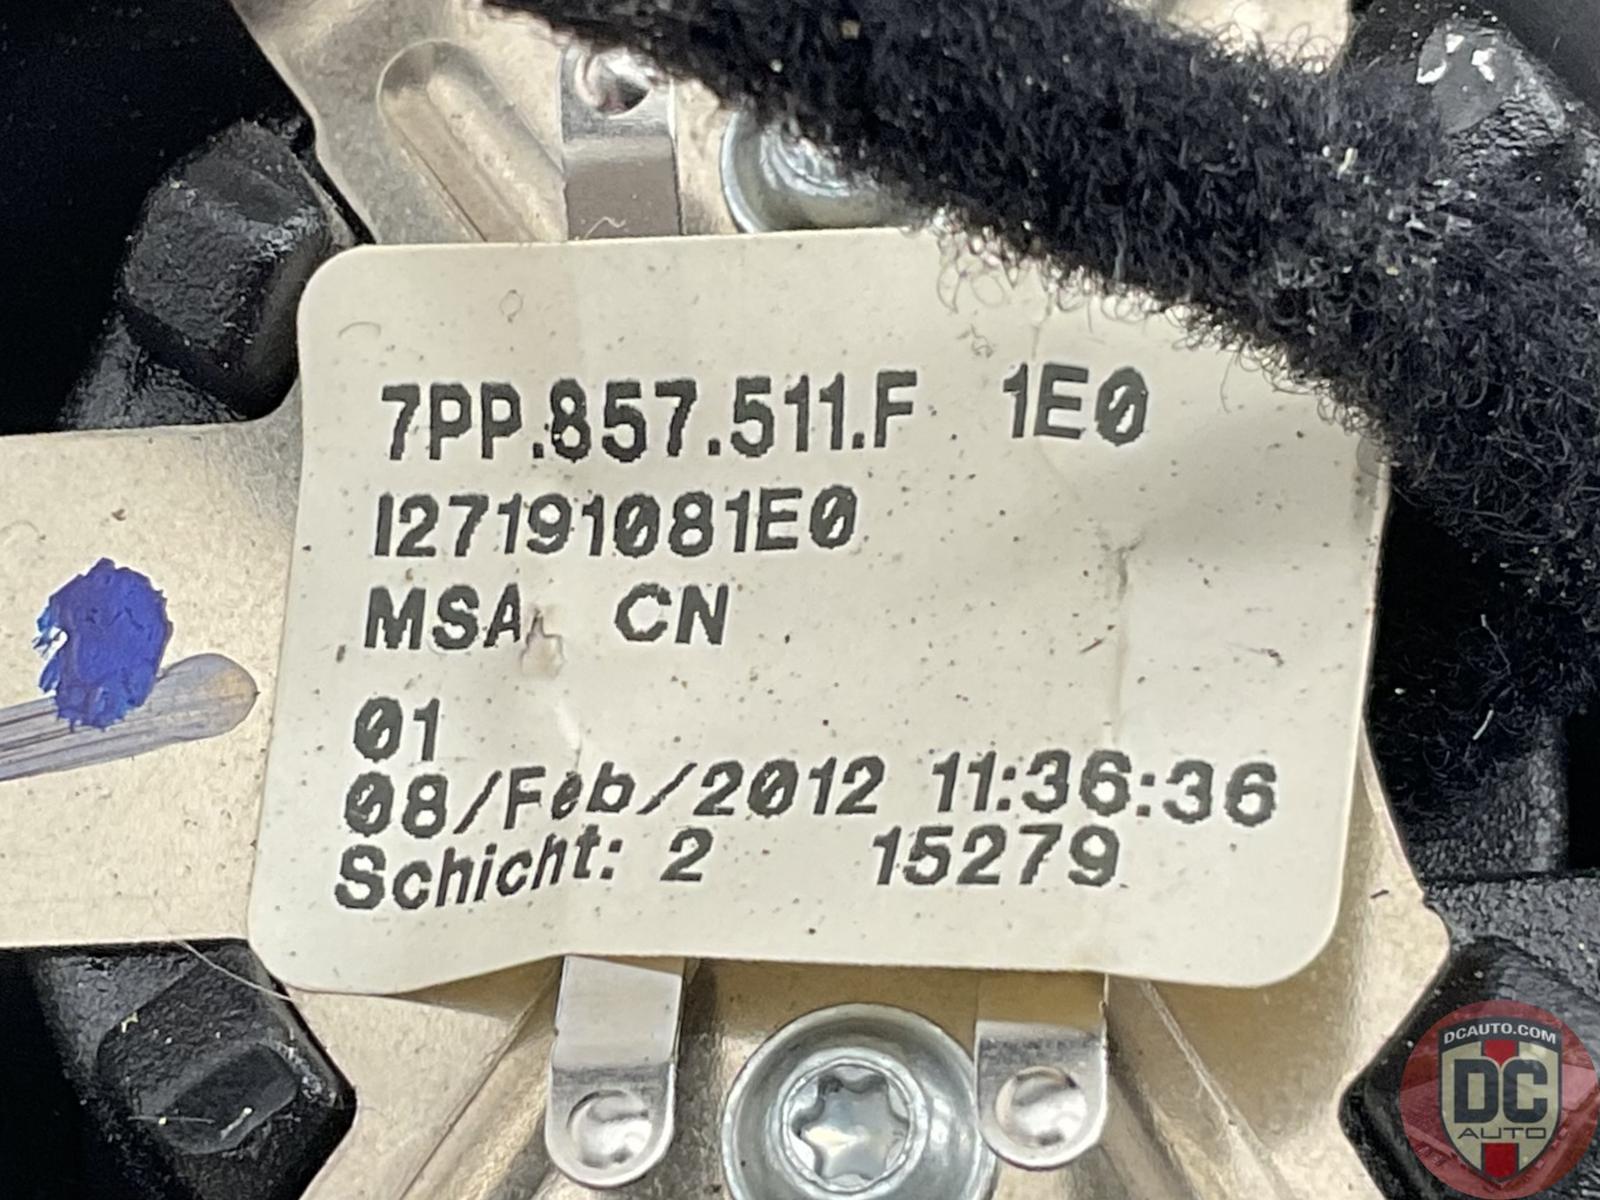 7PP.857.511.F 1E0
I27191081E0
MSA CN
01
08/Feb/2012 11:36:36
Schicht: 2 15279
DCAUTO.COM
DC
AUTO